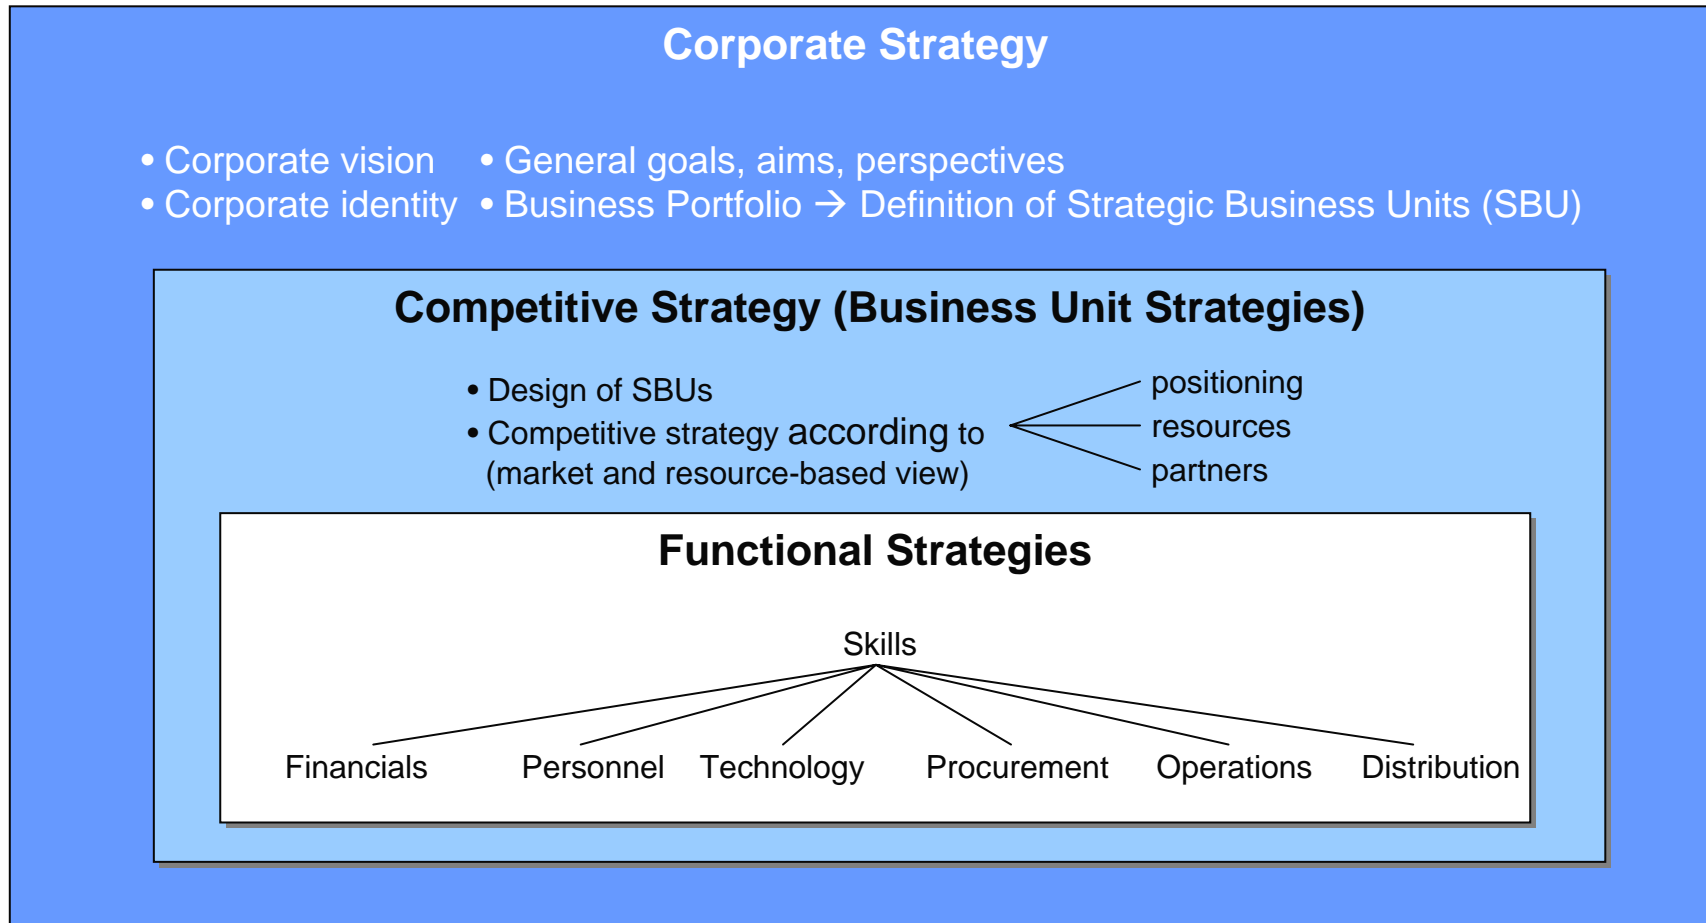 Corporate Strategy
• Corporate vision • General goals, aims, perspectives
• Corporate identity • Business Portfolio → Definition of Strategic Business Units (SBU)
Competitive Strategy (Business Unit Strategies)
• Design of SBUs
• Competitive strategy according to
(market and resource-based view)
positioning
resources
partners
Functional Strategies
Skills
Financials Personnel Technology Procurement Operations Distribution